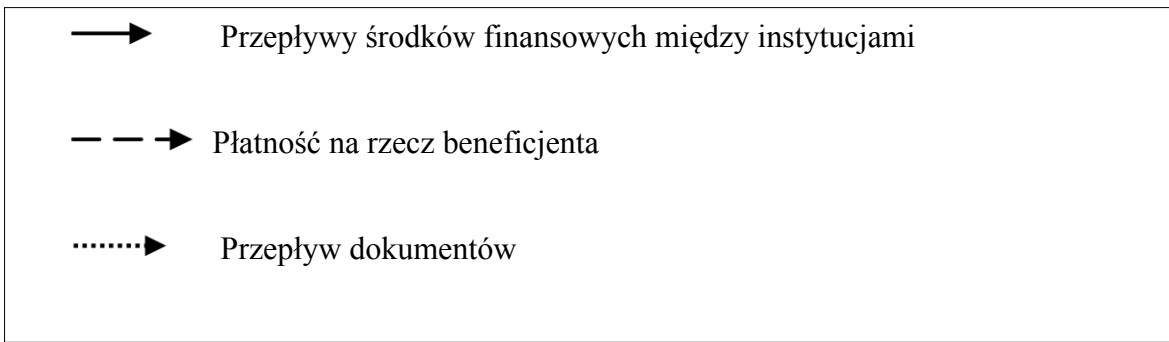 Przepływy środków finansowych między instytucjami
Płatność na rzecz beneficjenta
Przepływ dokumentów